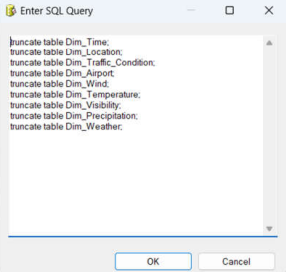 Enter SQL Query
truncate table Dim_Time;
truncate table Dim_Location;
truncate table Dim_Traffic_Condition;
truncate table Dim_Airport;
truncate table Dim_Wind;
truncate table Dim_Temperature;
truncate table Dim_Visibility;
truncate table Dim_Precipitation;
truncate table Dim_Weather;
OK Cancel